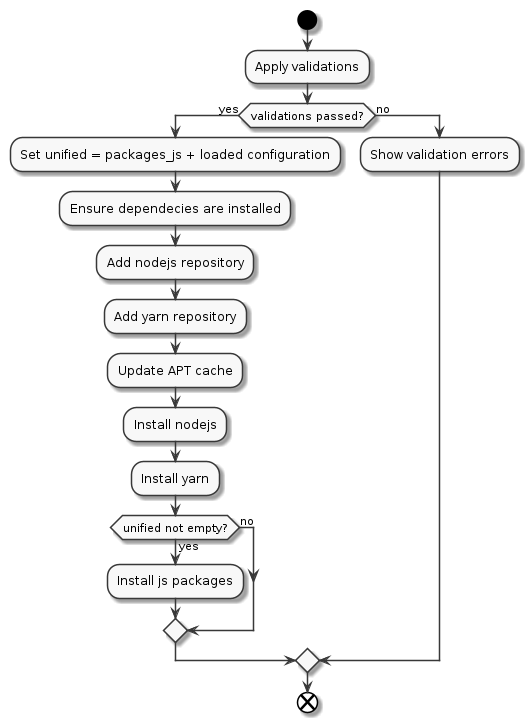 Apply validations
yes
validations passed?
no
Set unified = packages_js + loaded configuration
Show validation errors
Ensure dependecies are installed
Add nodejs repository
Add yarn repository
Update APT cache
Install nodejs
Install yarn
unified not empty?
no
yes
Install js packages